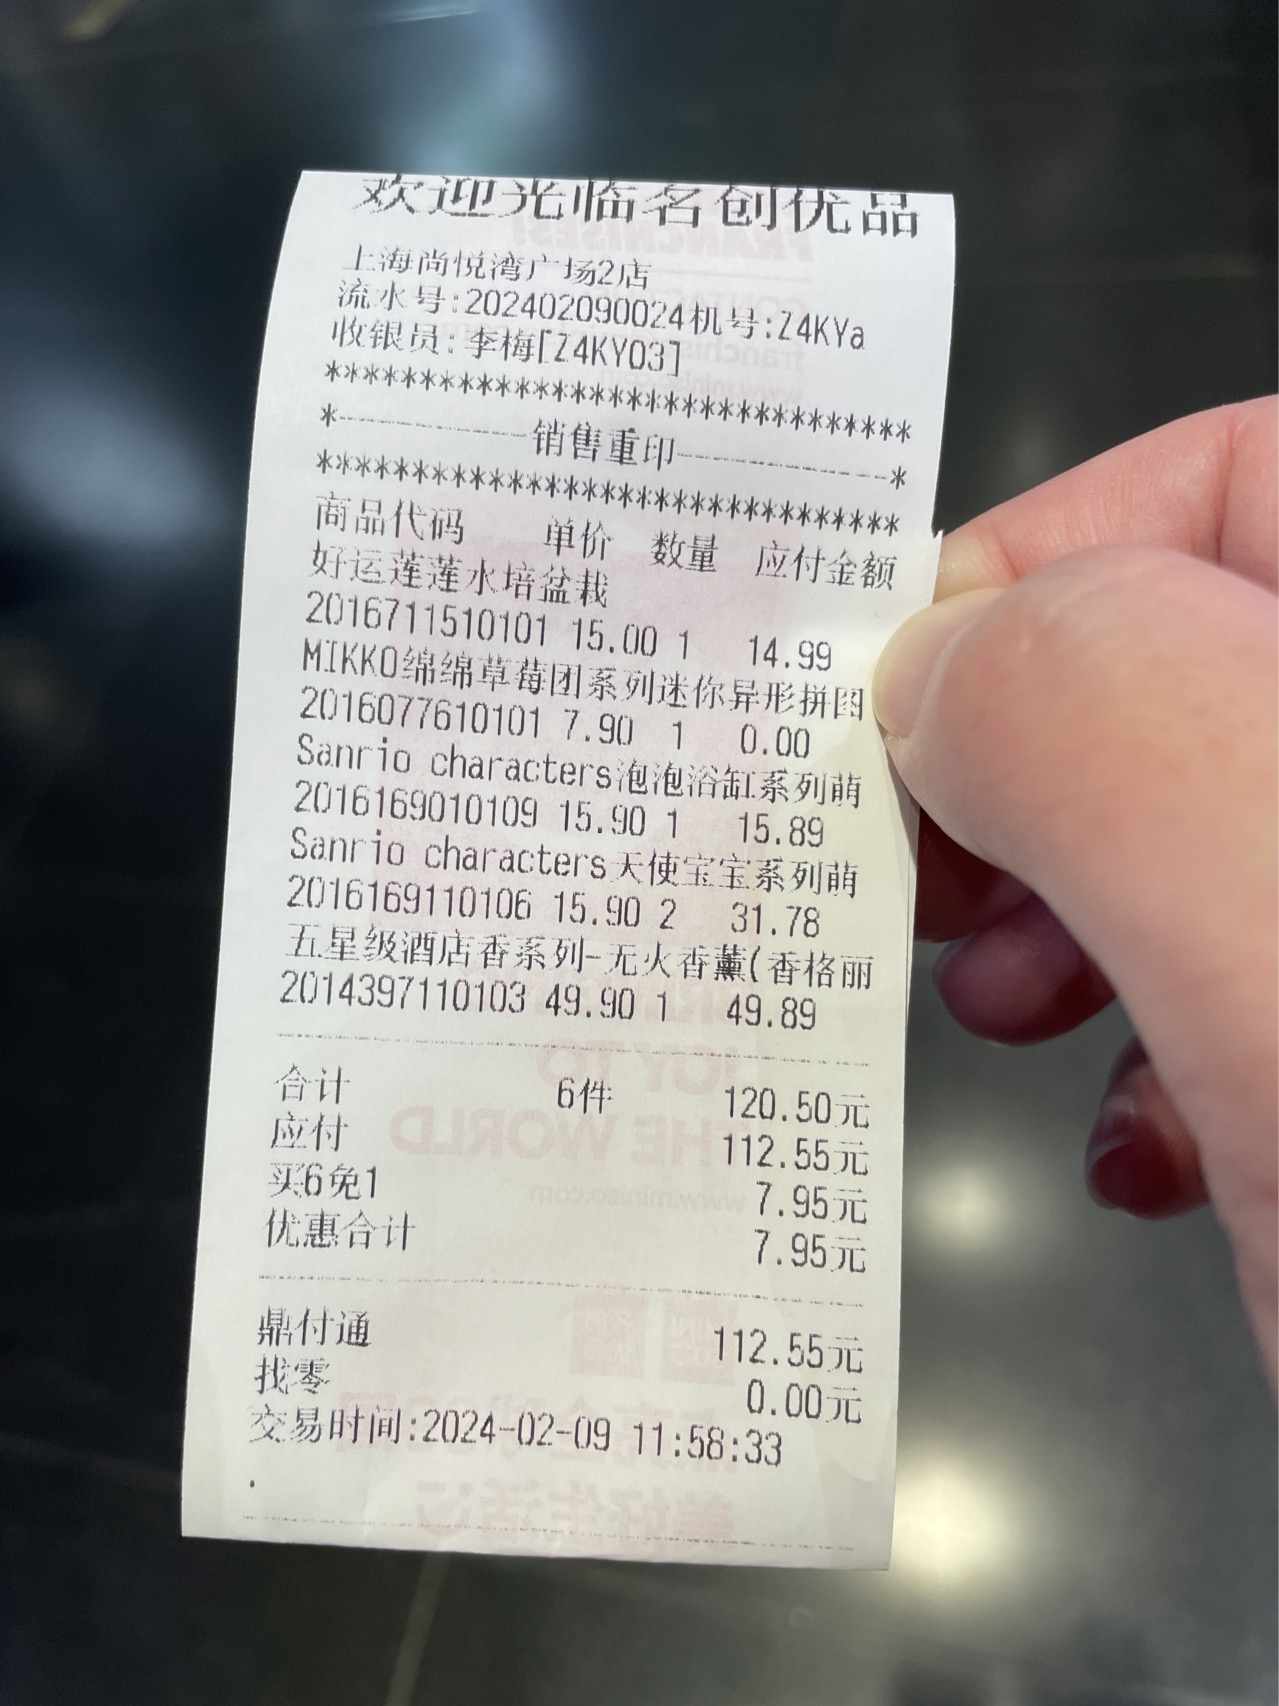 欢迎光临名创优品
上海尚悦湾广场2店
流水号:202402090024机号:Z4KYa
收银员:李梅[Z4KY03]
*******************************
*----------销售重印----------*
*******************************
商品代码 单价 数量 应付金额
好运莲莲水培盆栽
2016711510101 15.00 1 14.99
MIKKO绵绵草莓团系列迷你异形拼图
2016077610101 7.90 1 0.00
Sanrio characters泡泡浴缸系列萌
2016169010109 15.90 1 15.89
Sanrio characters天使宝宝系列萌
2016169110106 15.90 2 31.78
五星级酒店香系列-无火香薰(香格丽
2014397110103 49.90 1 49.89
合计 6件 120.50元
应付 112.55元
买6免1 7.95元
优惠合计 7.95元
鼎付通 112.55元
找零 0.00元
交易时间:2024-02-09 11:58:33
.